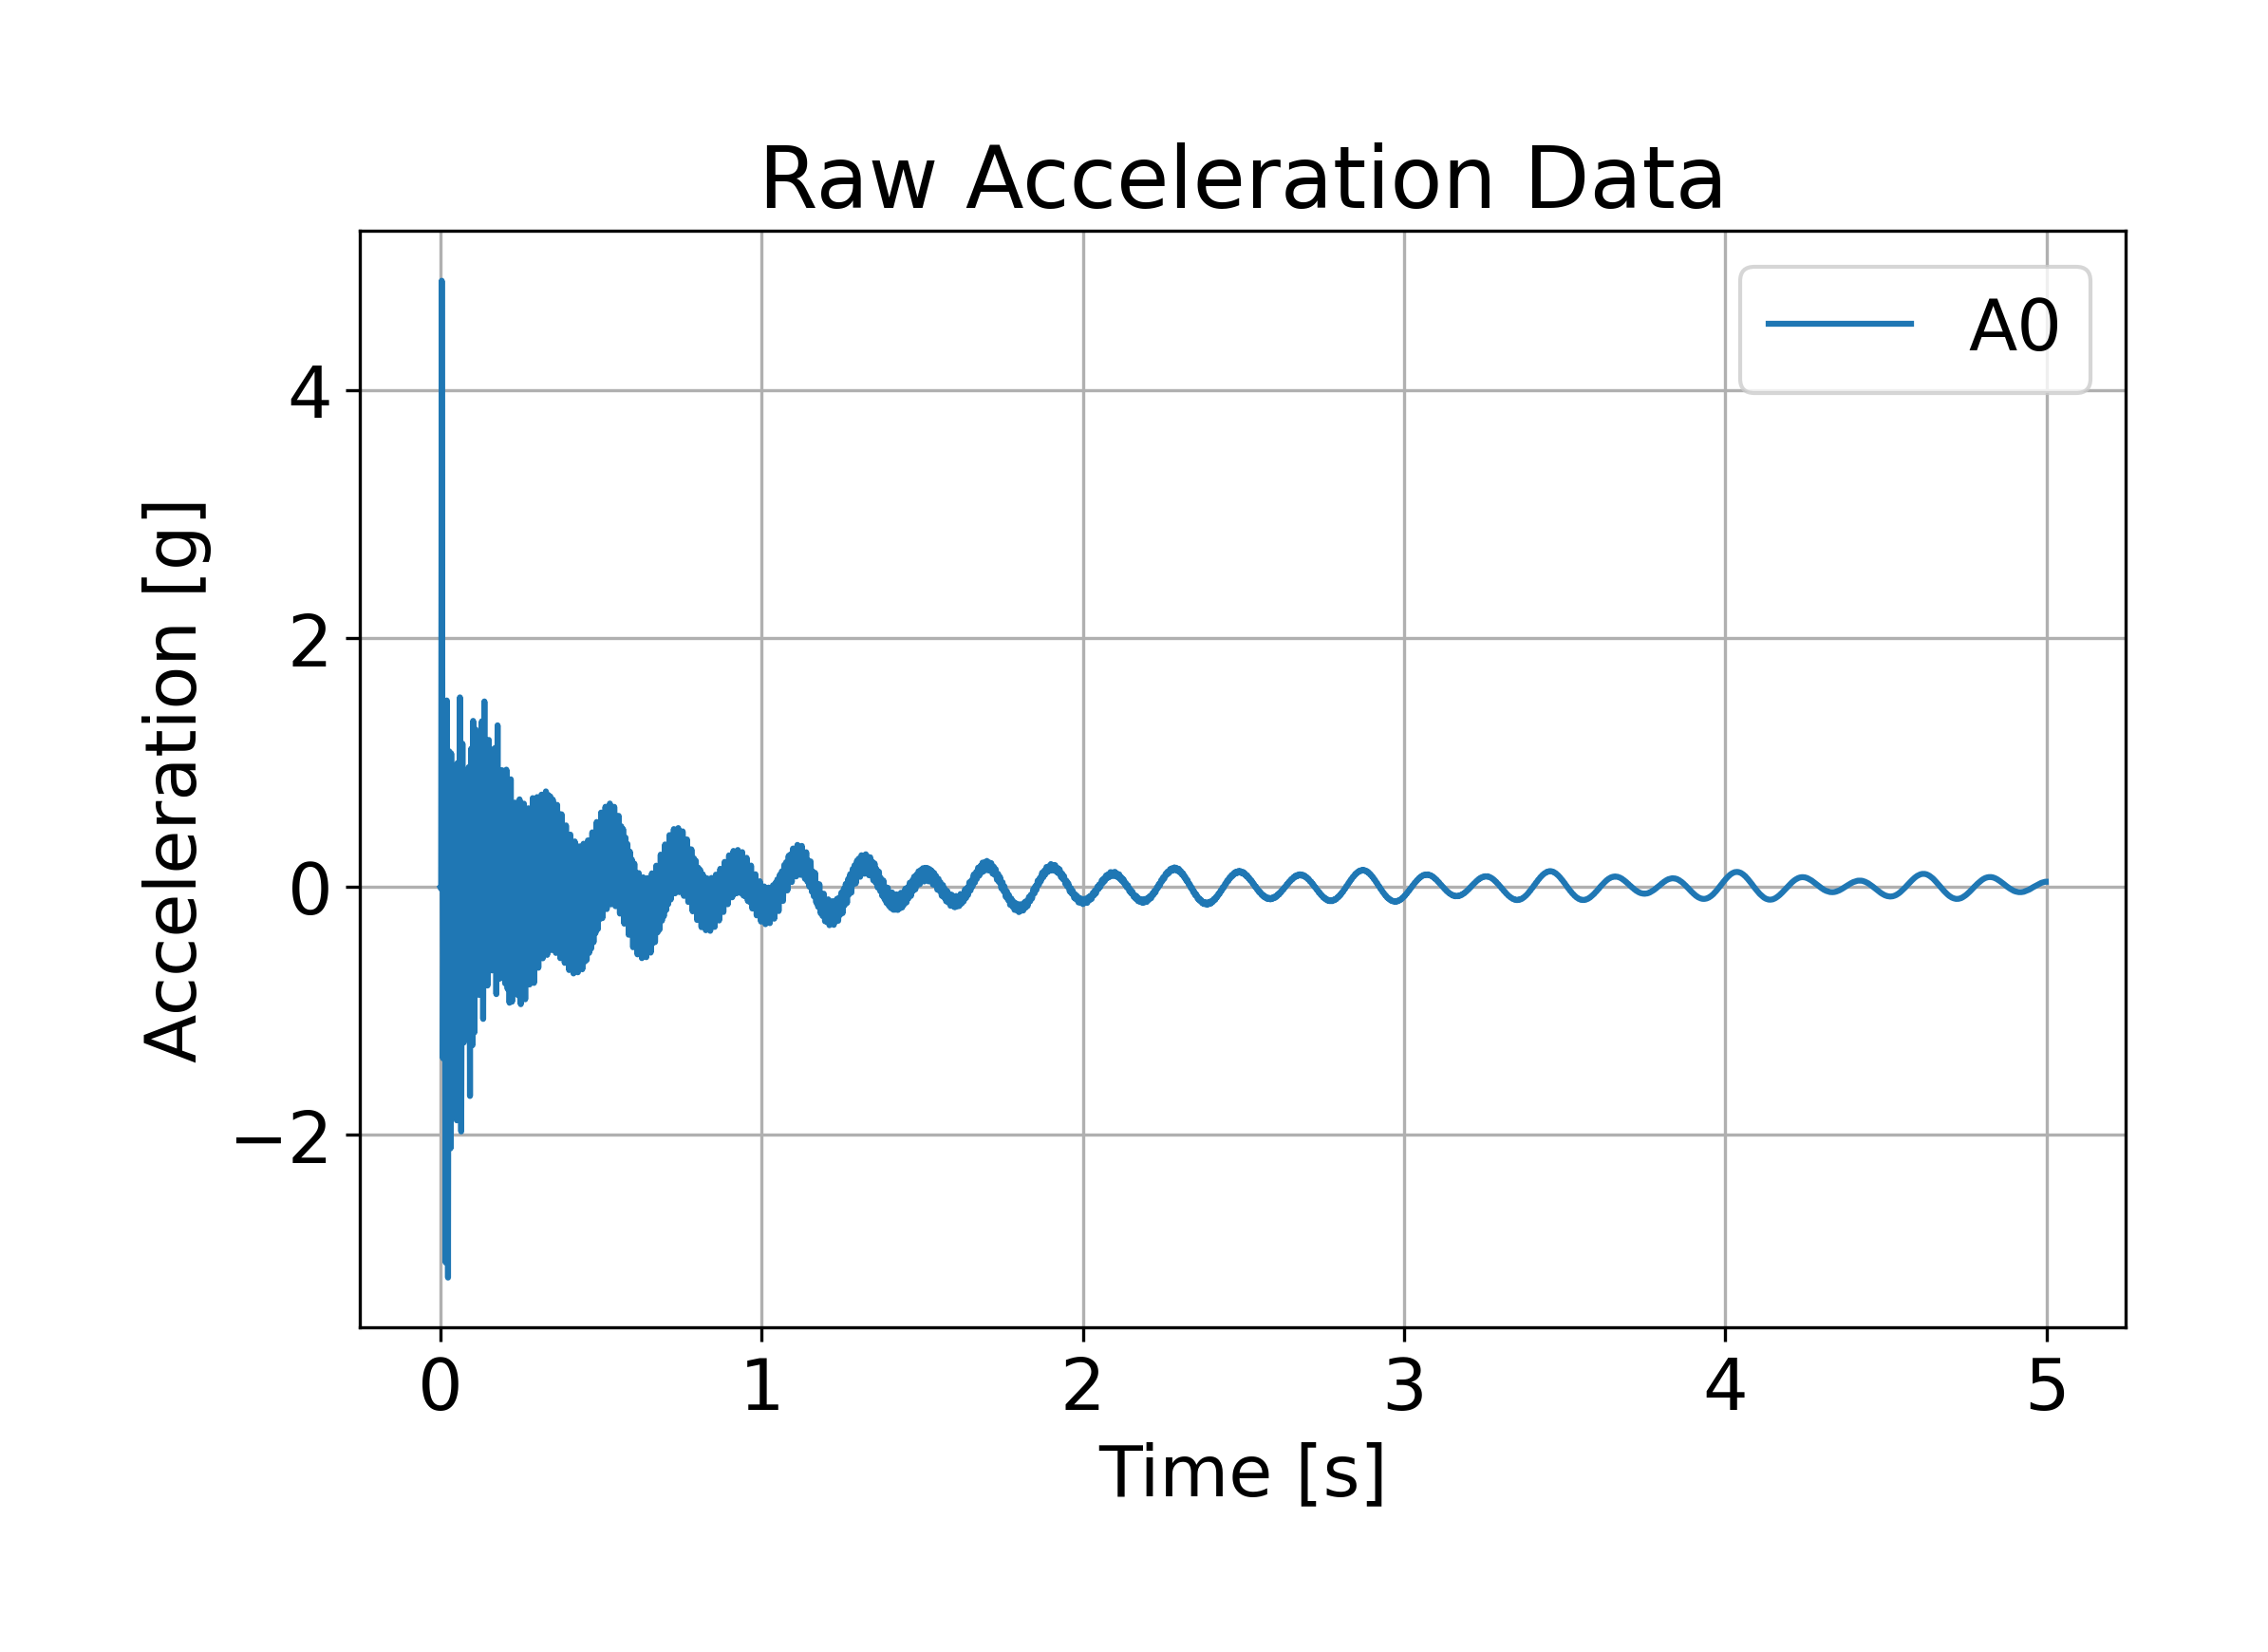 Raw Acceleration Data
A0
Acceleration [g]
4
2
0
−2
0 1 2 3 4 5
Time [s]